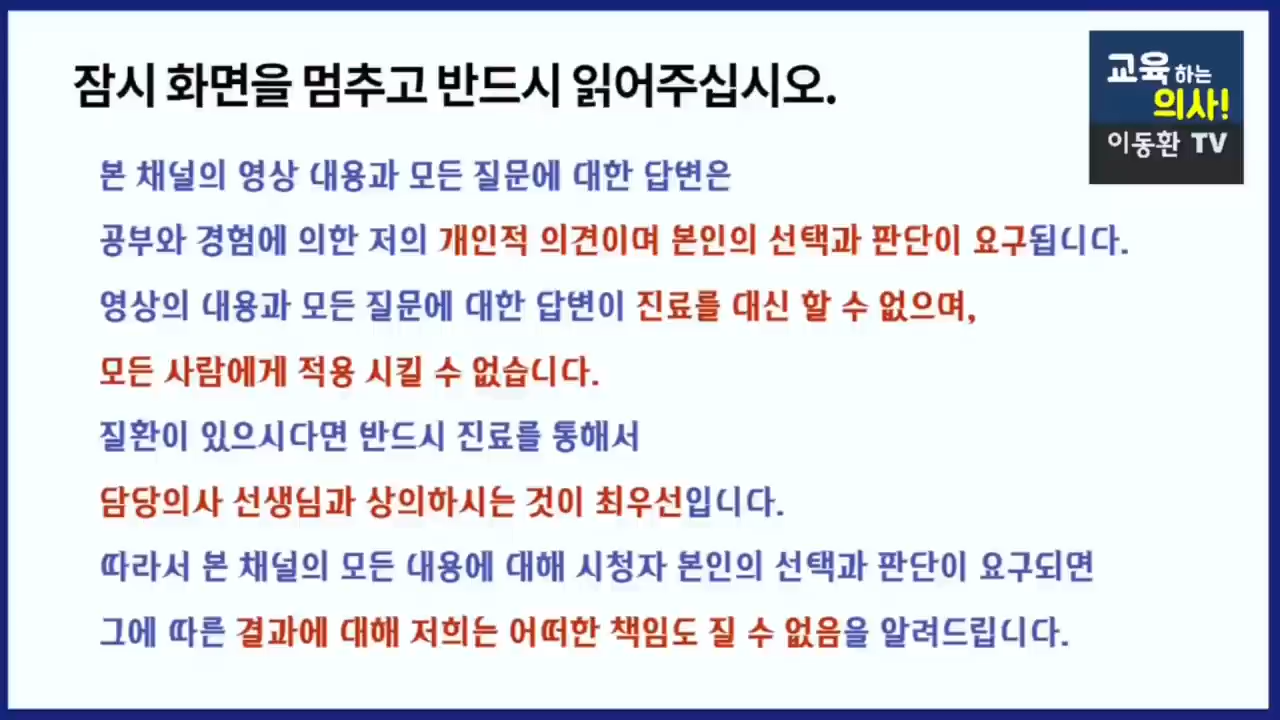 잠시 화면을 멈추고 반드시 읽어주십시오.
교육하는
의사!
이동환 TV
본 채널의 영상 내용과 모든 질문에 대한 답변은
공부와 경험에 의한 저의 개인적 의견이며 본인의 선택과 판단이 요구됩니다.
영상의 내용과 모든 질문에 대한 답변이 진료를 대신 할 수 없으며,
모든 사람에게 적용 시킬 수 없습니다.
질환이 있으시다면 반드시 진료를 통해서
담당의사 선생님과 상의하시는 것이 최우선입니다.
따라서 본 채널의 모든 내용에 대해 시청자 본인의 선택과 판단이 요구되면
그에 따른 결과에 대해 저희는 어떠한 책임도 질 수 없음을 알려드립니다.